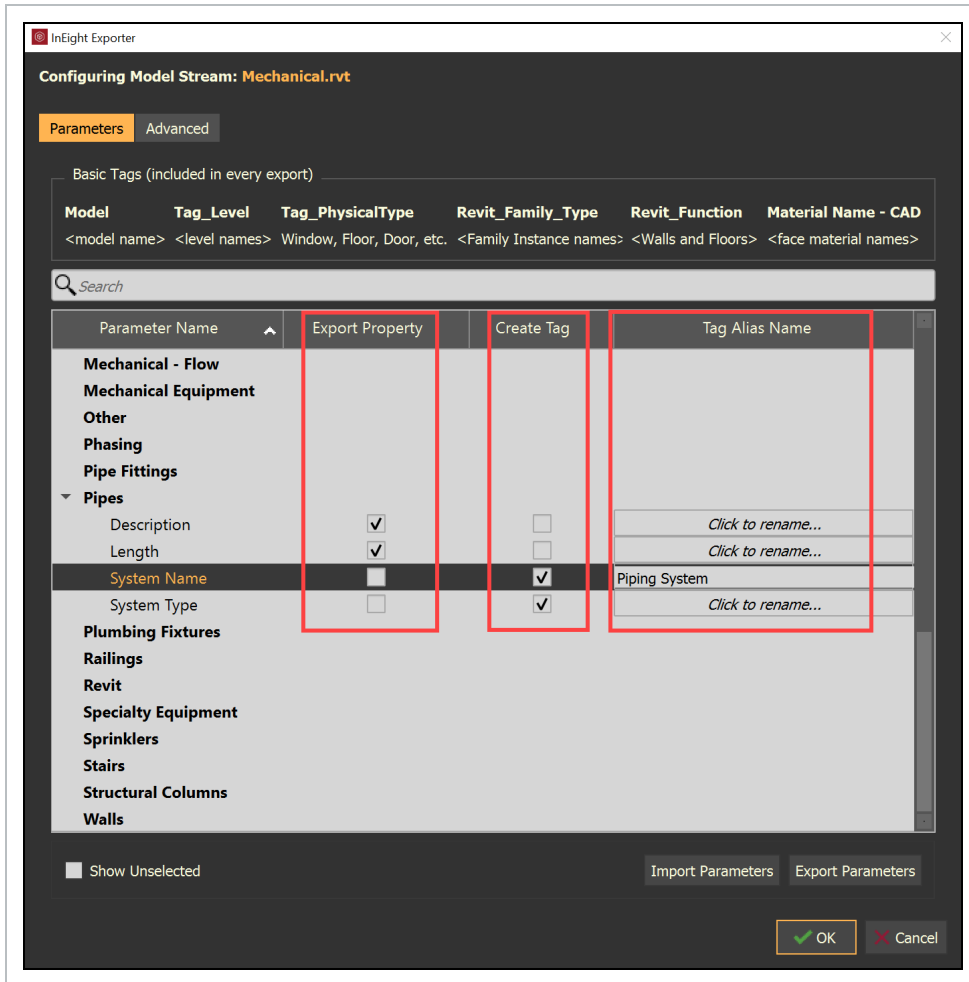 InEight Exporter
Configuring Model Stream: Mechanical.rvt
Parameters Advanced
Basic Tags (included in every export)
Model Tag_Level Tag_PhysicalType Revit_Family_Type Revit_Function Material Name - CAD
<model name> <level names> Window, Floor, Door, etc. <Family Instance names> <Walls and Floors> <face material names>
Search
Parameter Name Export Property Create Tag Tag Alias Name
Mechanical - Flow
Mechanical Equipment
Other
Phasing
Pipe Fittings
Pipes
Description Click to rename...
Length Click to rename...
System Name Piping System
System Type Click to rename...
Plumbing Fixtures
Railings
Revit
Specialty Equipment
Sprinklers
Stairs
Structural Columns
Walls
Show Unselected Import Parameters Export Parameters
OK Cancel